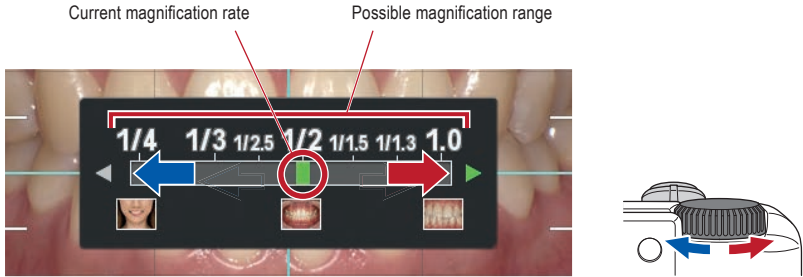 Current magnification rate
Possible magnification range
1/4 1/3 1/2.5 1/2 1/1.5 1/1.3 1.0